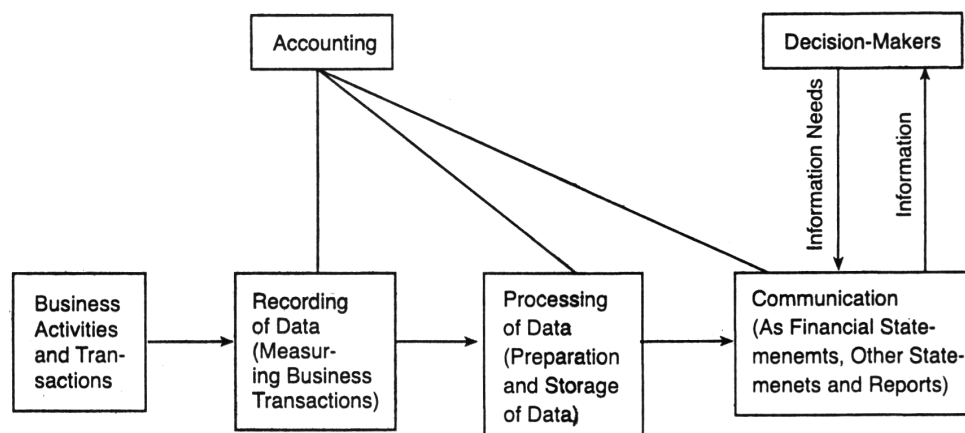 Accounting
Decision-Makers
Information Needs
Information
Business
Activities
and Tran-
sactions
Recording
of Data
(Measur-
ing Business
Transactions)
Processing
of Data
(Preparation
and Storage
of Data)
Communication
(As Financial State-
menemts, Other State-
menets and Reports)